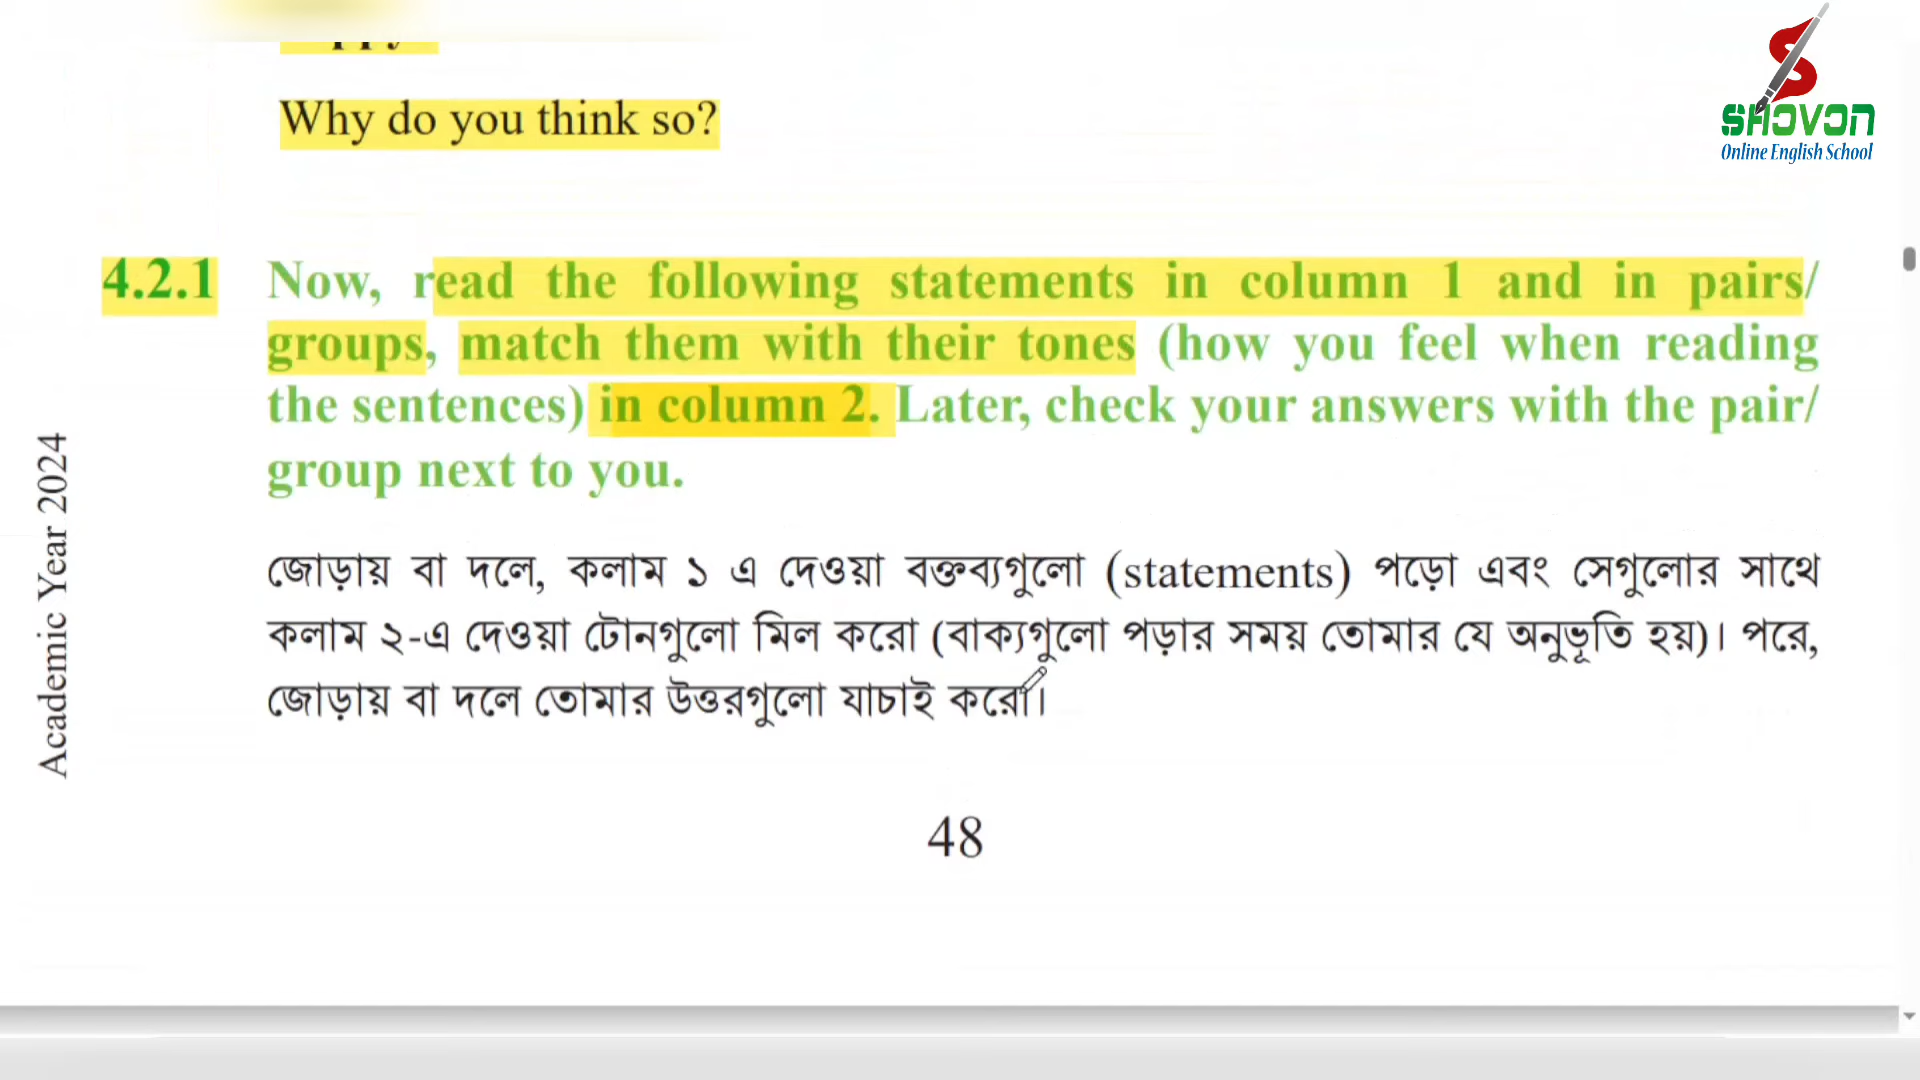 SHOVON
Online English School
Why do you think so?
4.2.1 Now, read the following statements in column 1 and in pairs/
groups, match them with their tones (how you feel when reading
the sentences) in column 2. Later, check your answers with the pair/
group next to you.
জোড়ায় বা দলে, কলাম ১ এ দেওয়া বক্তব্যগুলো (statements) পড়ো এবং সেগুলোর সাথে
কলাম ২-এ দেওয়া টোনগুলো মিল করো (বাক্যগুলো পড়ার সময় তোমার যে অনুভূতি হয়)। পরে,
জোড়ায় বা দলে তোমার উত্তরগুলো যাচাই করো।
Academic Year 2024
48